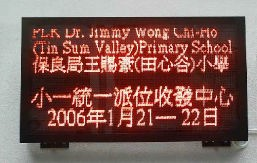 PLK Dr. Jimmy Wong Chi-Ho
(Tin Sum Valley)Primary School
保良局王賜豪(田心谷)小學
小一統一派位收發中心
2006年1月21— 22日